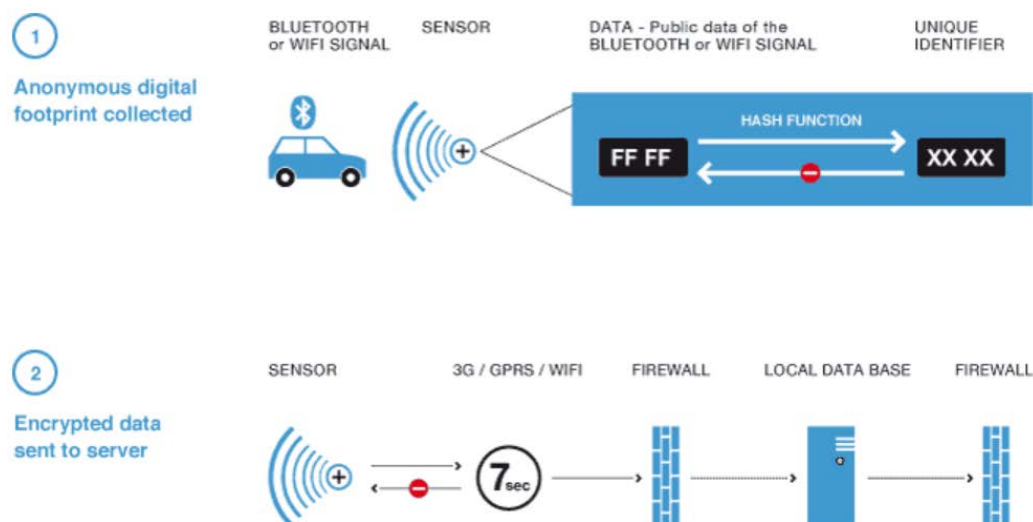 1
Anonymous digital
footprint collected
BLUETOOTH
or WIFI SIGNAL
SENSOR
DATA - Public data of the
BLUETOOTH or WIFI SIGNAL
UNIQUE
IDENTIFIER
HASH FUNCTION
FF FF
XX XX
2
Encrypted data
sent to server
SENSOR
3G / GPRS / WIFI
FIREWALL
LOCAL DATA BASE
FIREWALL
7sec